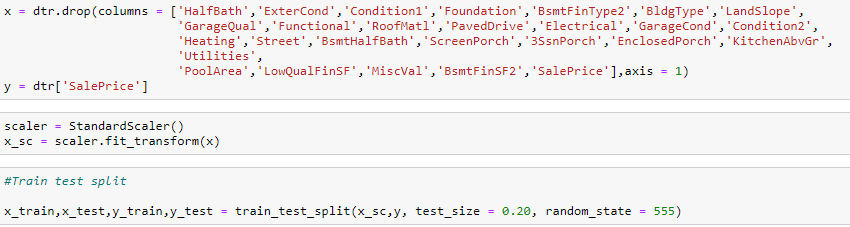 x = dtr.drop(columns = ['HalfBath','ExterCond','Condition1','Foundation','BsmtFinType2','BldgType','LandSlope',
'GarageQual','Functional','RoofMatl','PavedDrive','Electrical','GarageCond','Condition2',
'Heating','Street','BsmtHalfBath','ScreenPorch','3SsnPorch','EnclosedPorch','KitchenAbvGr',
'Utilities',
'PoolArea','LowQualFinSF','MiscVal','BsmtFinSF2','SalePrice'],axis = 1)
y = dtr['SalePrice']
scaler = StandardScaler()
x_sc = scaler.fit_transform(x)
#Train test split
x_train,x_test,y_train,y_test = train_test_split(x_sc,y, test_size = 0.20, random_state = 555)